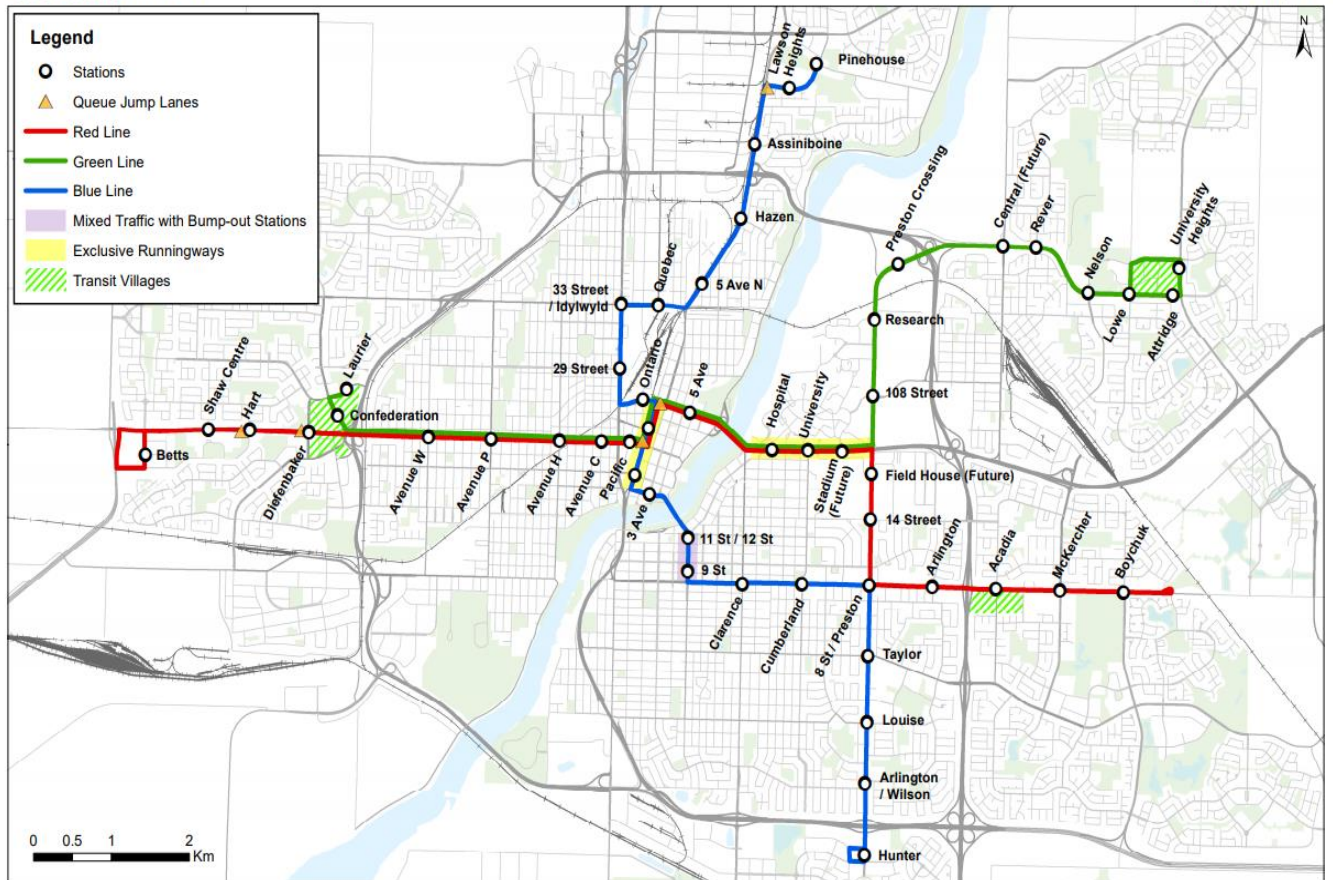 Legend
Stations
Queue Jump Lanes
Red Line
Green Line
Blue Line
Mixed Traffic with Bump-out Stations
Exclusive Runningways
Transit Villages
N
Lawson
Heights
Pinehouse
Assiniboine
Hazen
5 Ave N
Quebec
33 Street
/ Idylwyld
29 Street
Ontario
5 Ave
Preston Crossing
Central (Future)
Rever
Nelson
Lowe
Attridge
University
Heights
Research
108 Street
Hospital
University
Stadium
(Future)
Field House (Future)
14 Street
Shaw Centre
Hart
Laurier
Confederation
Betts
Diefenbaker
Avenue W
Avenue P
Avenue H
Avenue C
Pacific
3 Ave
11 St / 12 St
9 St
Clarence
Cumberland
8 St / Preston
Arlington
Acadia
McKercher
Boychuk
Taylor
Louise
Arlington
/ Wilson
Hunter
0 0.5 1 2
Km